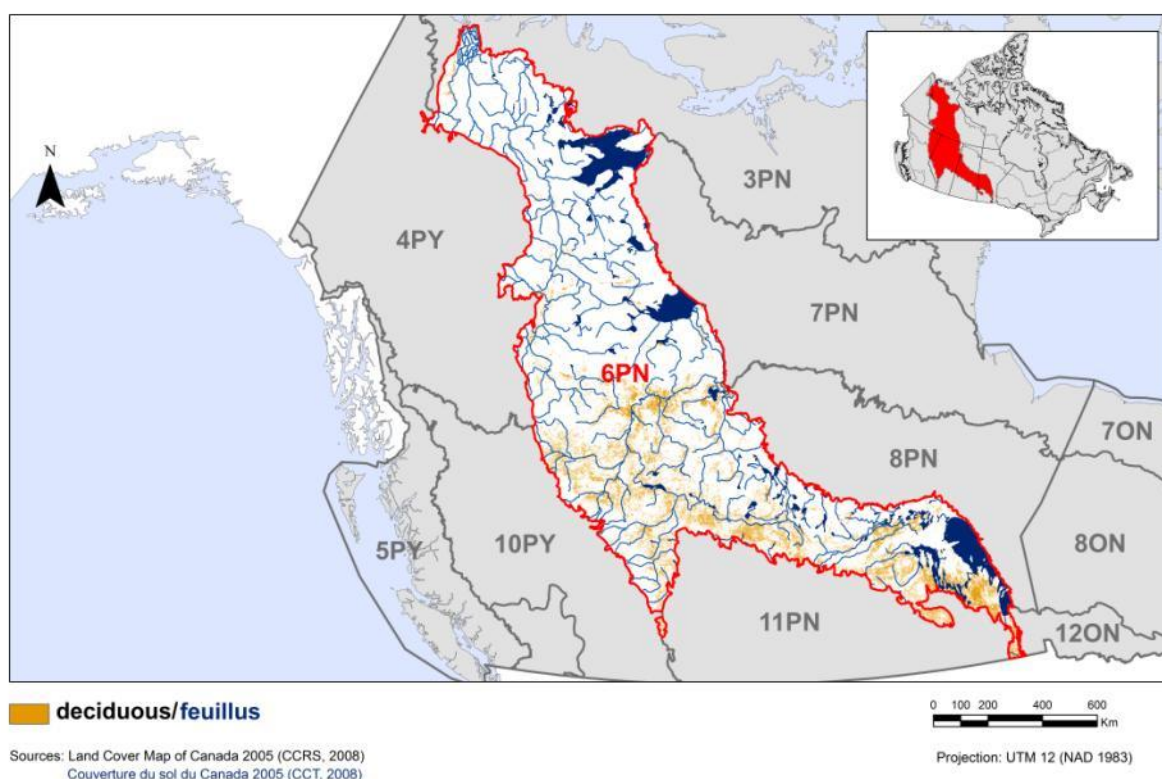 N
3PN
4PY
7PN
6PN
7ON
8PN
8ON
5PY
10PY
11PN
12ON
deciduous/feuillus
0 100 200 400 600
Km
Sources: Land Cover Map of Canada 2005 (CCRS, 2008)
Couverture du sol du Canada 2005 (CCT, 2008)
Projection: UTM 12 (NAD 1983)